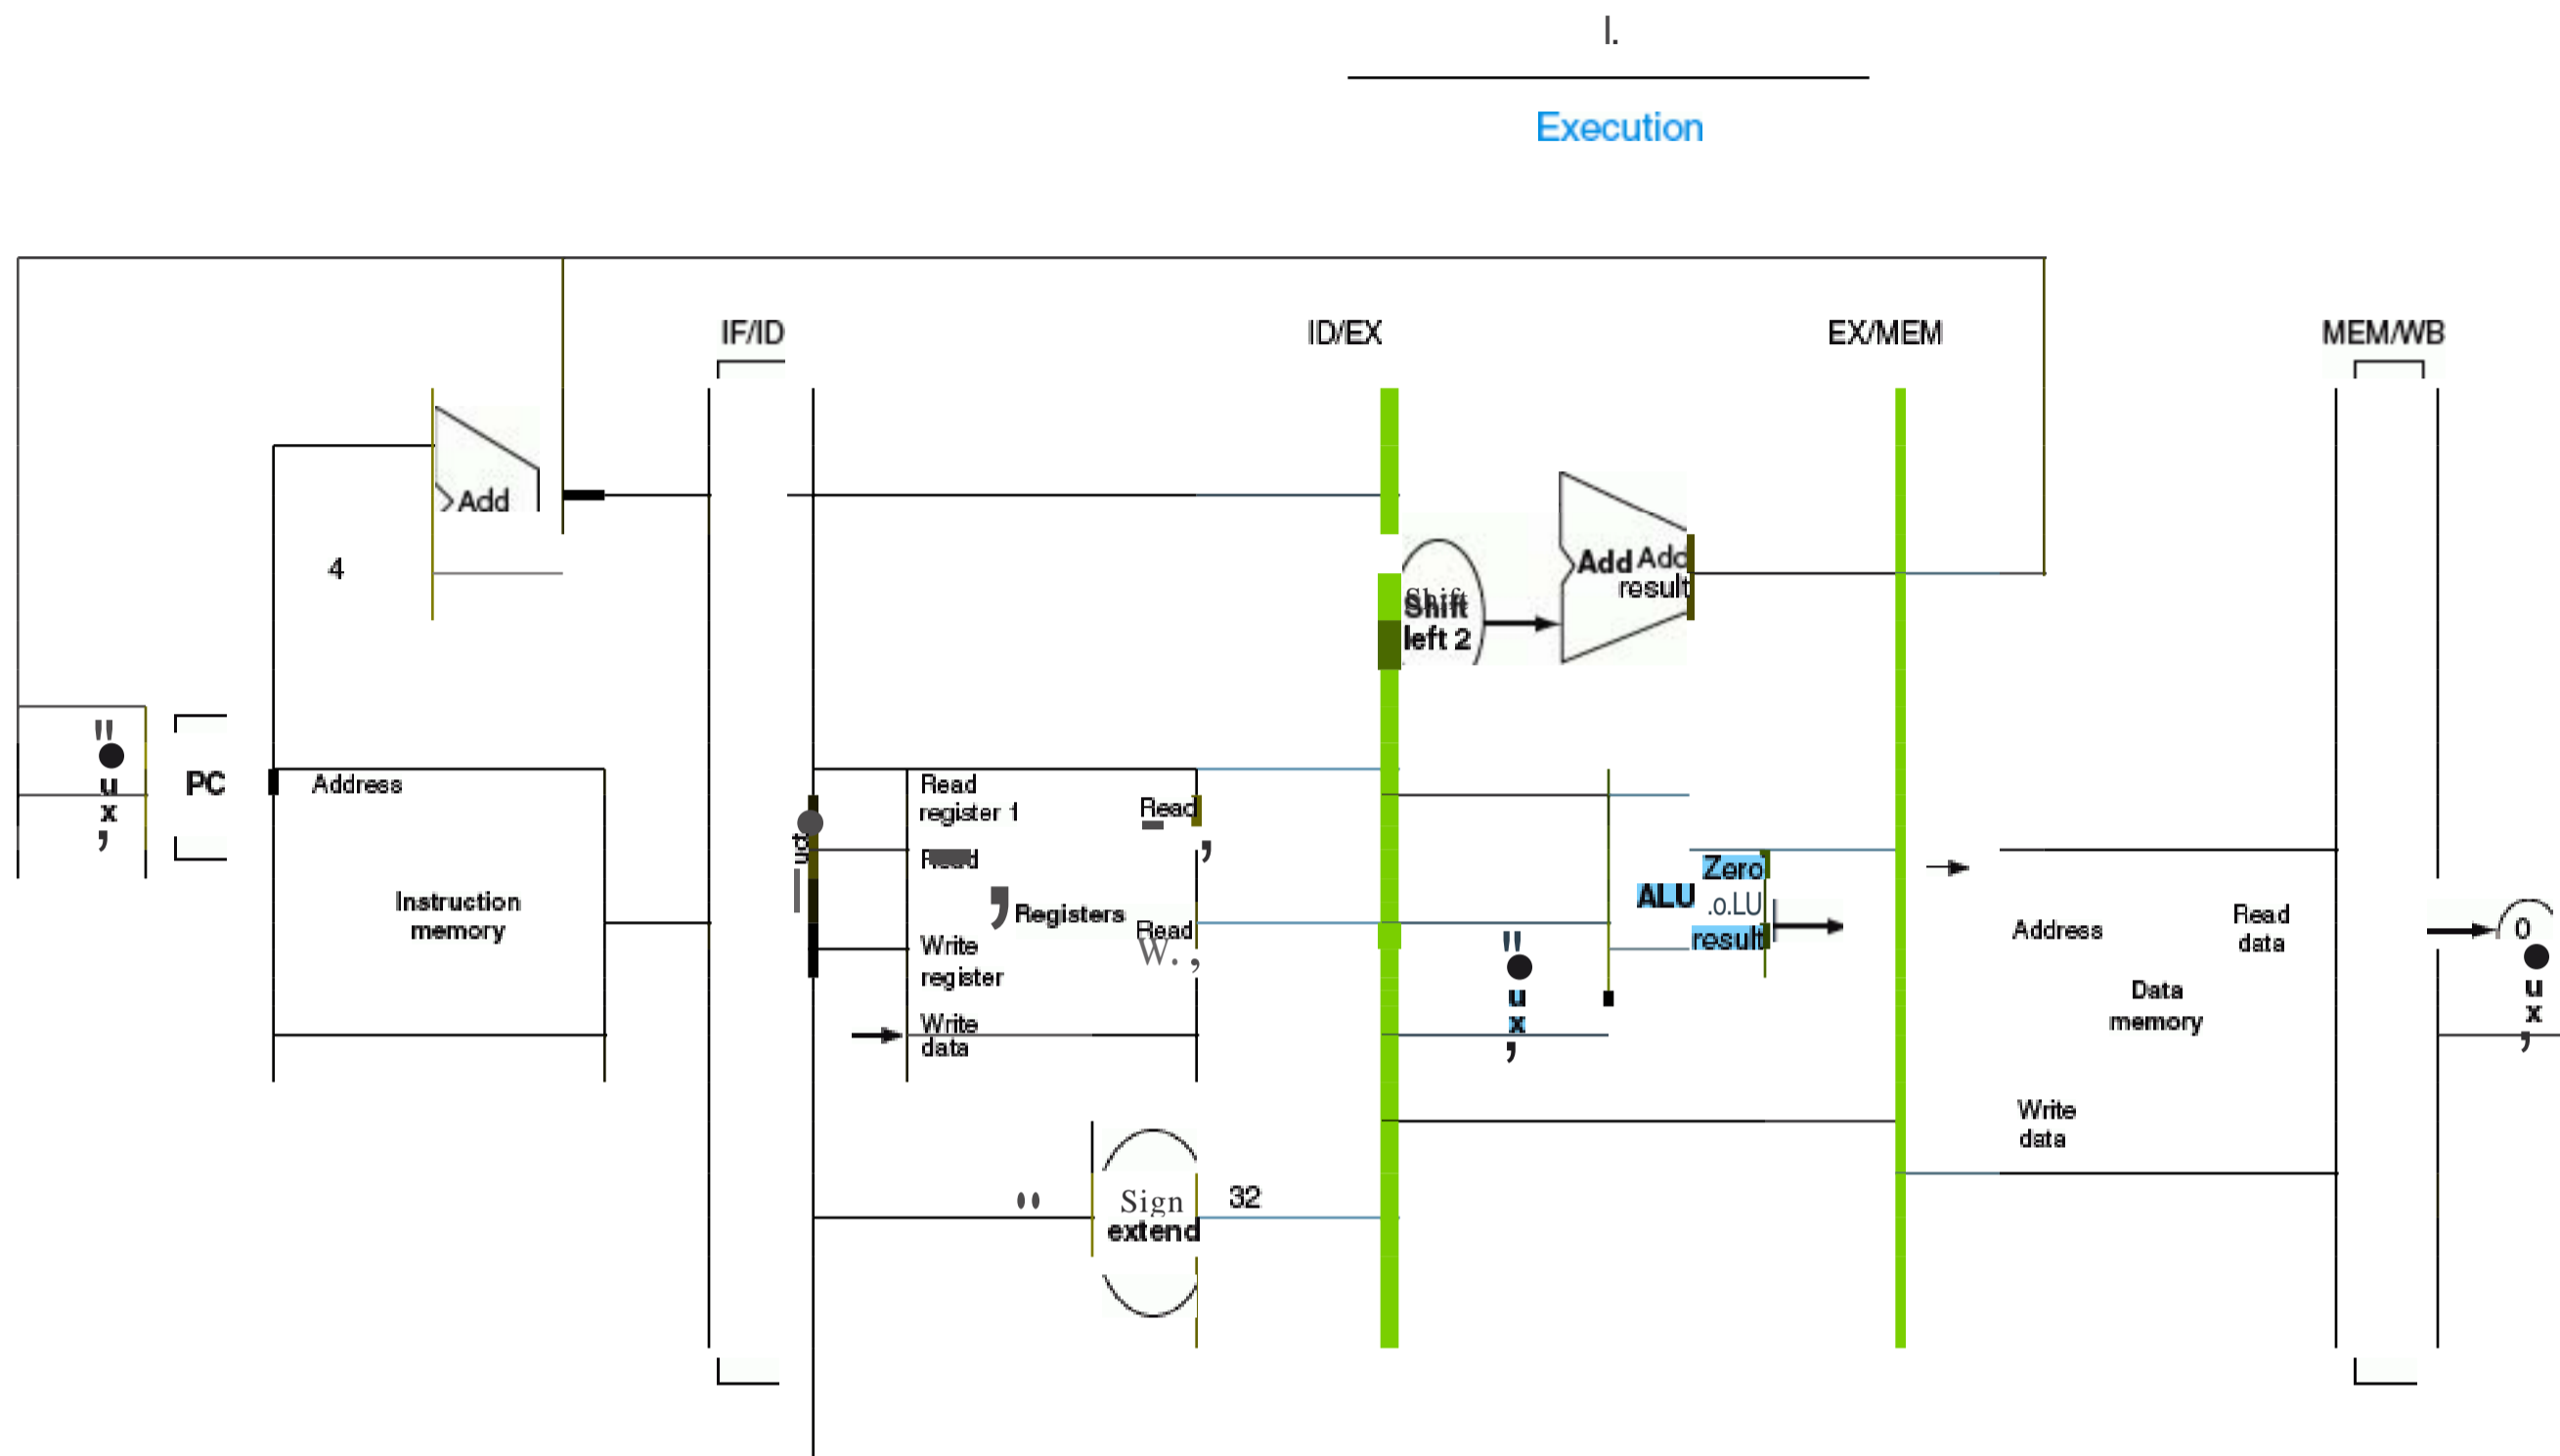 l.
Execution
IF/ID
ID/EX
EX/MEM
MEM/WB
Add
4
Add Add
result
Shift
left 2
u
x
PC
Address
Instruction
memory
Read
register 1
Read
Read
Registers
Read
Write
register
Write
data
Zero
ALU
.o.LU
result
u
x
Address
Read
data
Data
memory
Write
data
0
u
x
Sign
extend
32